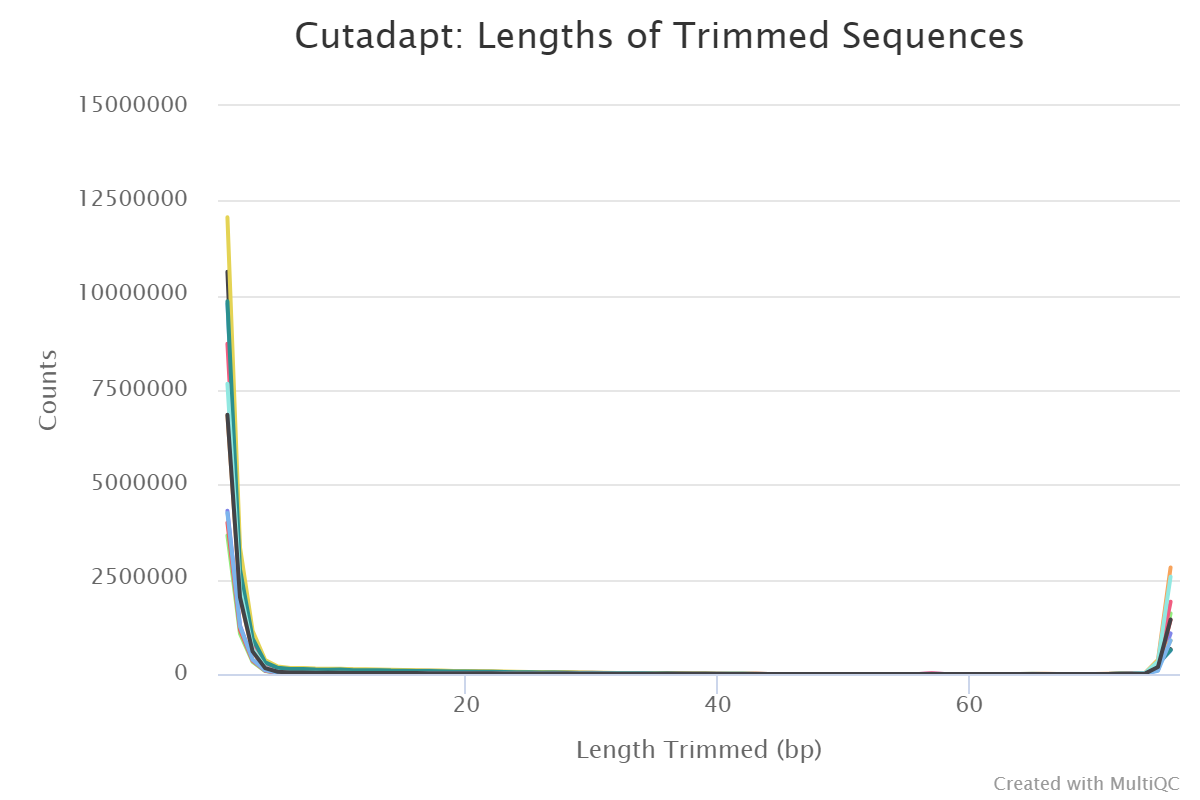 Cutadapt: Lengths of Trimmed Sequences
15000000
12500000
10000000
7500000
5000000
2500000
0
Counts
20
40
60
Length Trimmed (bp)
Created with MultiQC